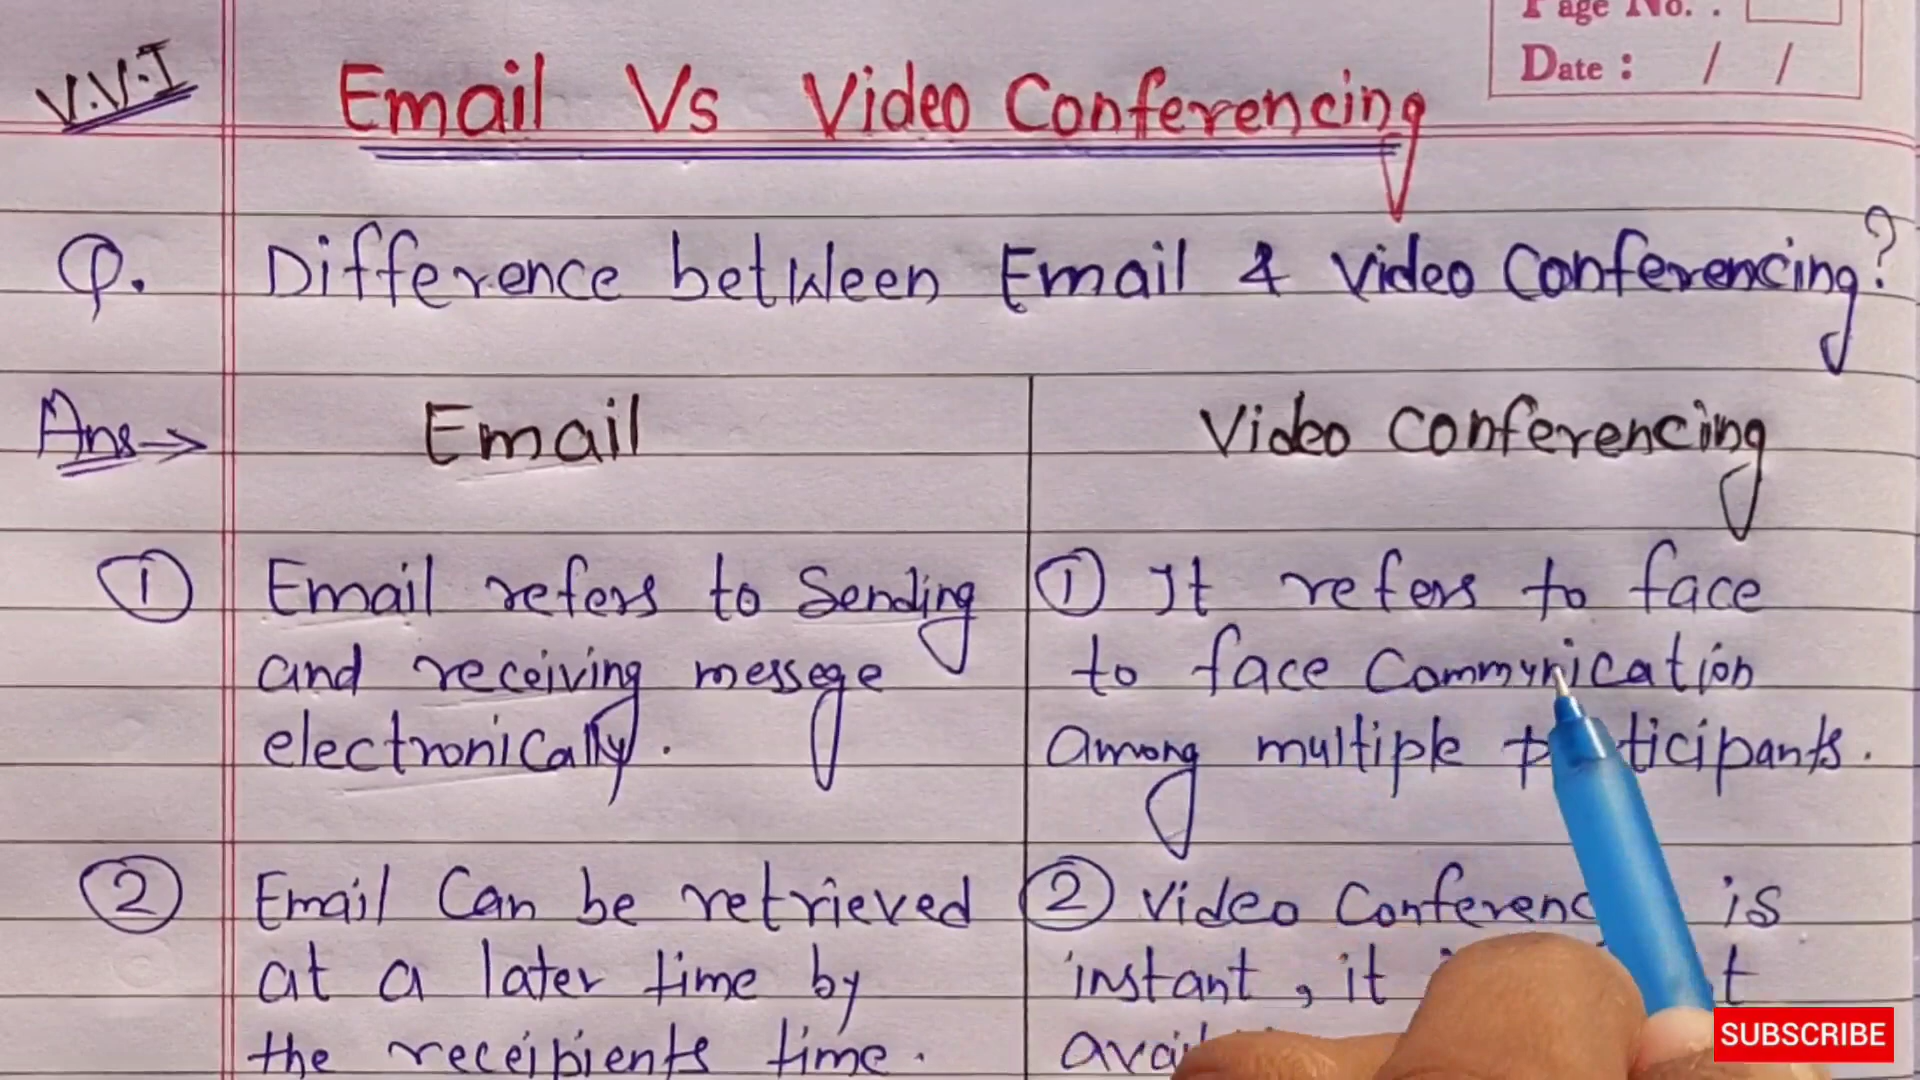 Page No. :
Date : / /
V.V.I
Email Vs Video Conferencing
Q. Difference between Email & Video Conferencing?
Ans→ Email
Video Conferencing
① Email refers to Sending
and receiving messege
electronically.
① It refers to face
to face Communication
among multiple participants.
② Email Can be retrieved
at a later time by
the receipients time.
② Video Conferenc is
instant, it
SUBSCRIBE